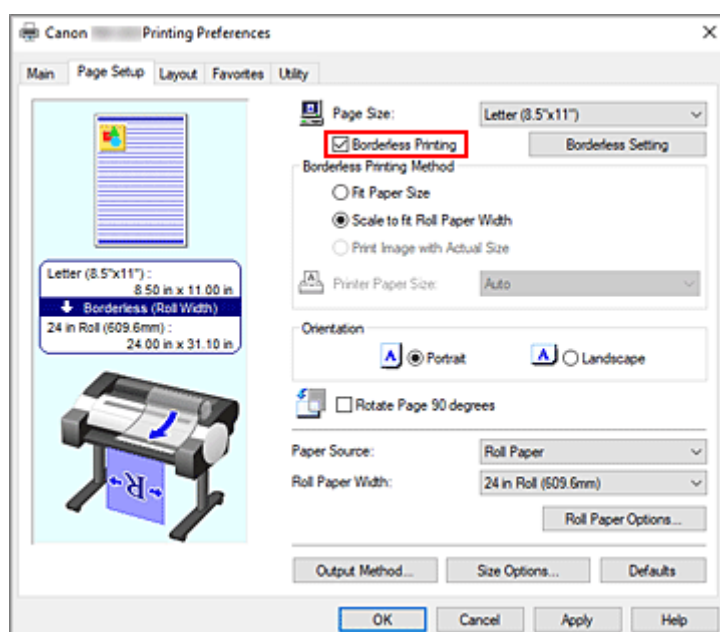 Canon Printing Preferences
Main Page Setup Layout Favorites Utility
Page Size: Letter (8.5"x11")
Borderless Printing Borderless Setting
Borderless Printing Method
Fit Paper Size
Scale to fit Roll Paper Width
Print Image with Actual Size
Printer Paper Size: Auto
Letter (8.5"x11") :
8.50 in x 11.00 in
Borderless (Roll Width)
24 in Roll (609.6mm) :
24.00 in x 31.10 in
Orientation
A Portrait A Landscape
Rotate Page 90 degrees
R
Paper Source: Roll Paper
Roll Paper Width: 24 in Roll (609.6mm)
Roll Paper Options...
Output Method... Size Options... Defaults
OK Cancel Apply Help